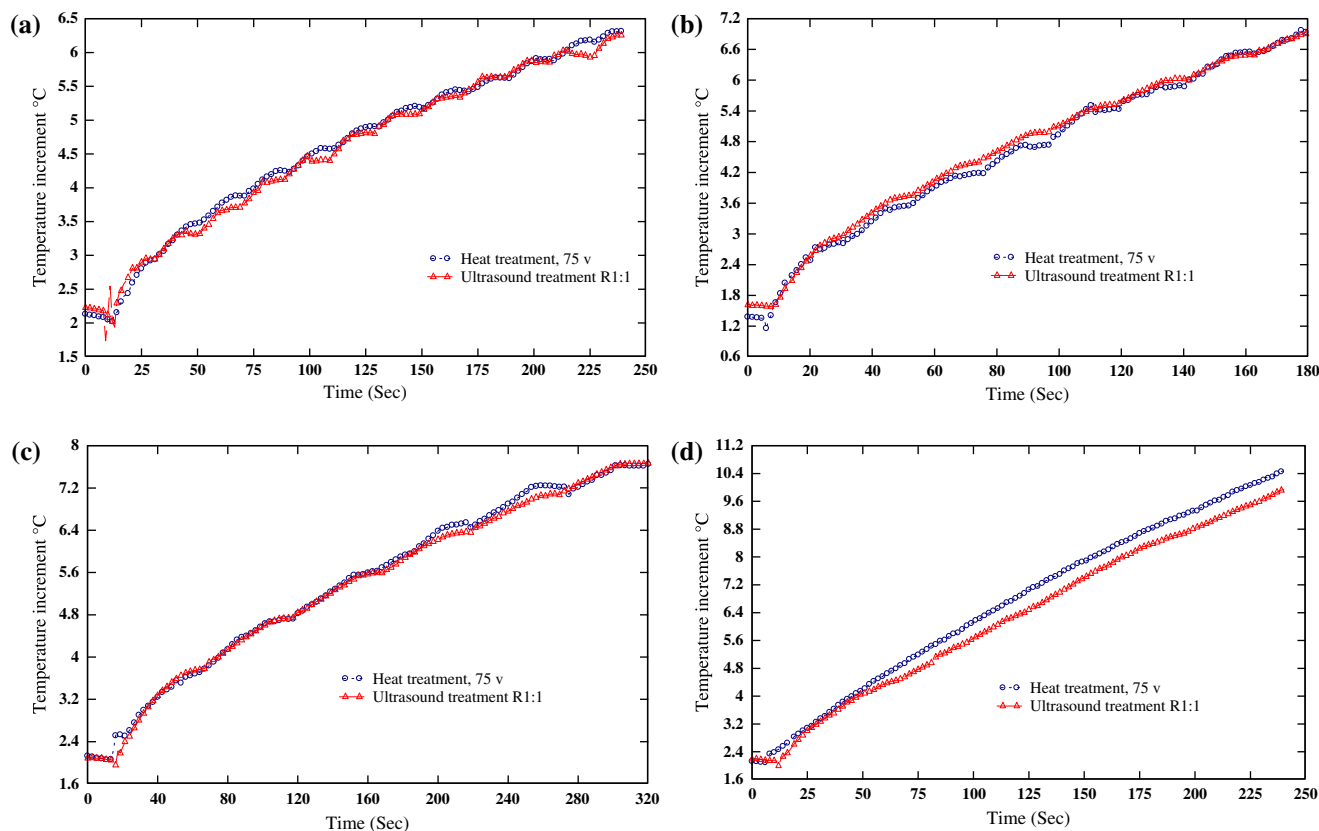 (a)
6.5
6
5.5
5
4.5
4
3.5
3
2.5
2
1.5
Temperature increment °C
Heat treatment, 75 v
Ultrasound treatment R1:1
0 25 50 75 100 125 150 175 200 225 250
Time (Sec)
(b)
7.2
6.6
6
5.4
4.8
4.2
3.6
3
2.4
1.8
1.2
0.6
Temperature increment °C
Heat treatment, 75 v
Ultrasound treatment R1:1
0 20 40 60 80 100 120 140 160 180
Time (Sec)
(c)
8
7.2
6.4
5.6
4.8
4
3.2
2.4
1.6
Temperature increment °C
Heat treatment, 75 v
Ultrasound treatment R1:1
0 40 80 120 160 200 240 280 320
Time (Sec)
(d)
11.2
10.4
9.6
8.8
8
7.2
6.4
5.6
4.8
4
3.2
2.4
1.6
Temperature increment °C
Heat treatment, 75 v
Ultrasound treatment R1:1
0 25 50 75 100 125 150 175 200 225 250
Time (Sec)